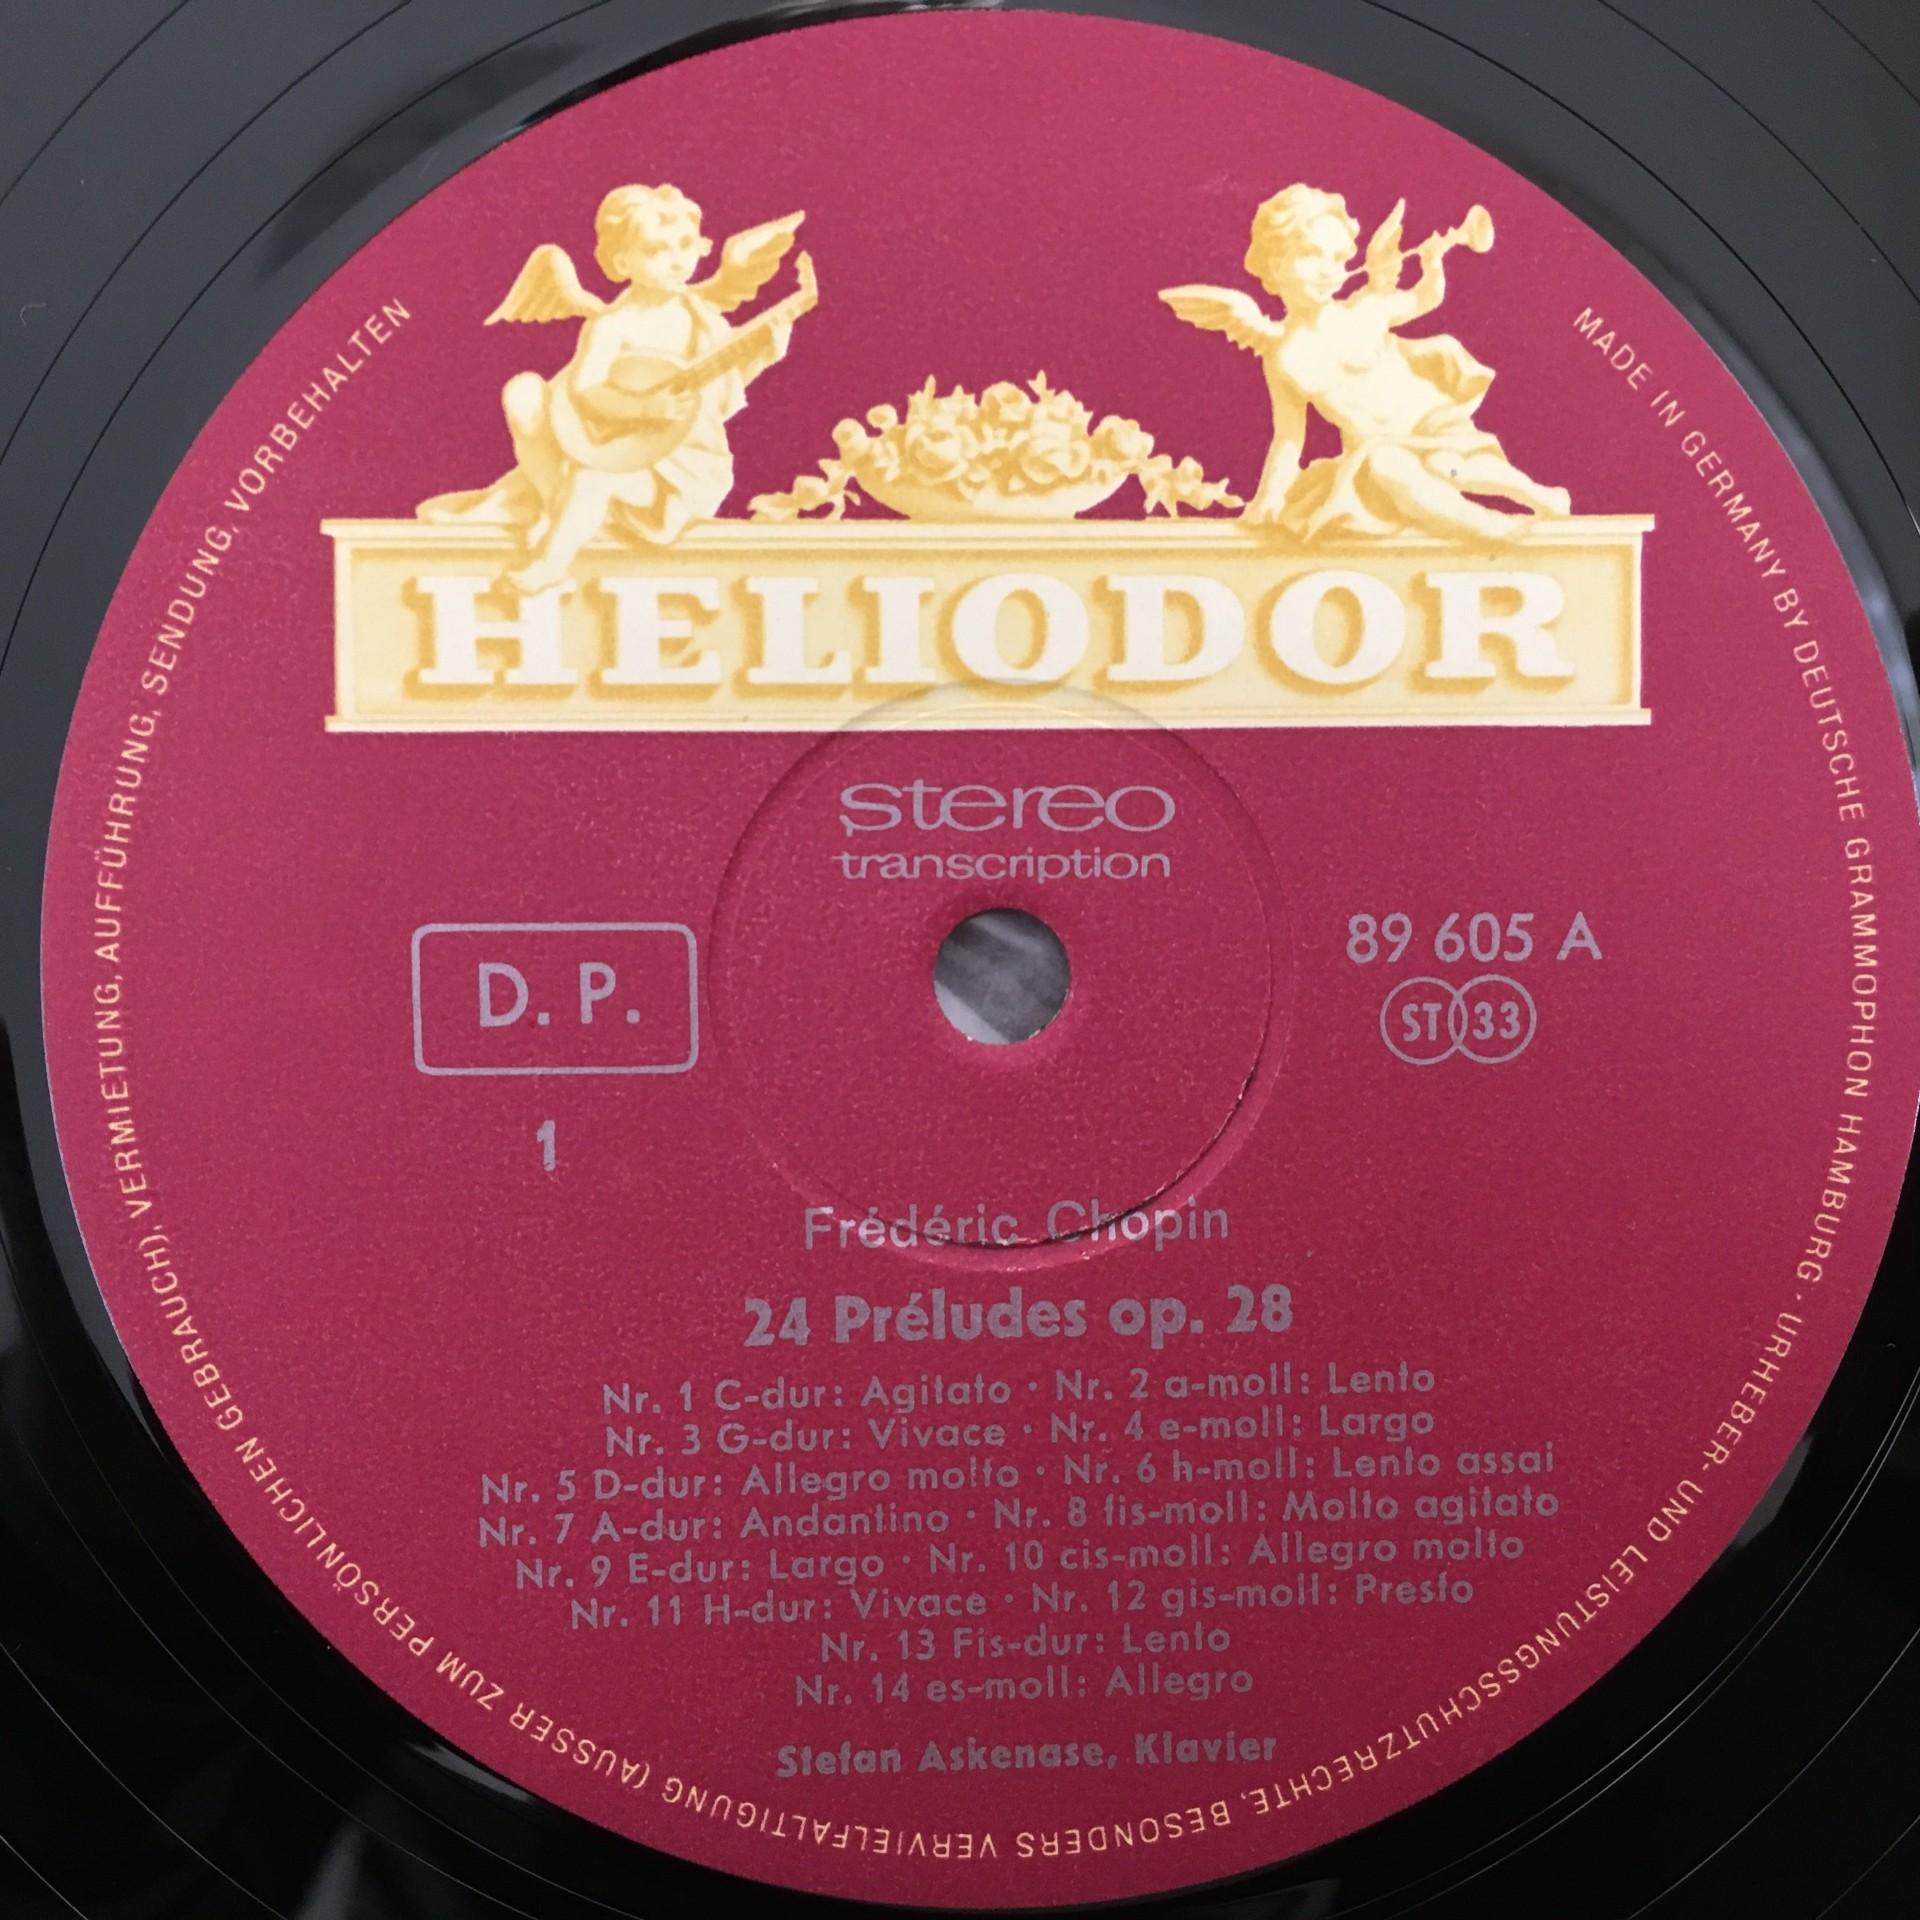 HELIODOR
stereo
transcription
D. P.
1
89 605 A
ST 33
Frédéric Chopin
24 Préludes op. 28
Nr. 1 C-dur: Agitato · Nr. 2 a-moll: Lento
Nr. 3 G-dur: Vivace · Nr. 4 e-moll: Largo
Nr. 5 D-dur: Allegro molto · Nr. 6 h-moll: Lento assai
Nr. 7 A-dur: Andantino · Nr. 8 fis-moll: Molto agitato
Nr. 9 E-dur: Largo · Nr. 10 cis-moll: Allegro molto
Nr. 11 H-dur: Vivace · Nr. 12 gis-moll: Presto
Nr. 13 Fis-dur: Lento
Nr. 14 es-moll: Allegro
Stefan Askenase, Klavier
MADE IN GERMANY BY DEUTSCHE GRAMMOPHON HAMBURG · URHEBER- UND LEISTUNGSSCHUTZRECHTE, BESONDERS VERVIELFÄLTIGUNG (AUSSER ZUM PERSÖNLICHEN GEBRAUCH), VERMIETUNG, AUFFÜHRUNG, SENDUNG, VORBEHALTEN